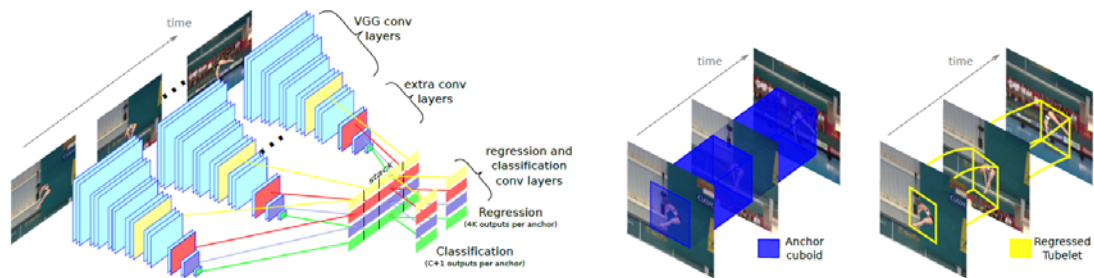 time
VGG conv
layers
extra conv
layers
stack
regression and
classification
conv layers
Regression
(4K outputs per anchor)
Classification
(C+1 outputs per anchor)
time
Anchor
cuboid
time
Regressed
Tubelet